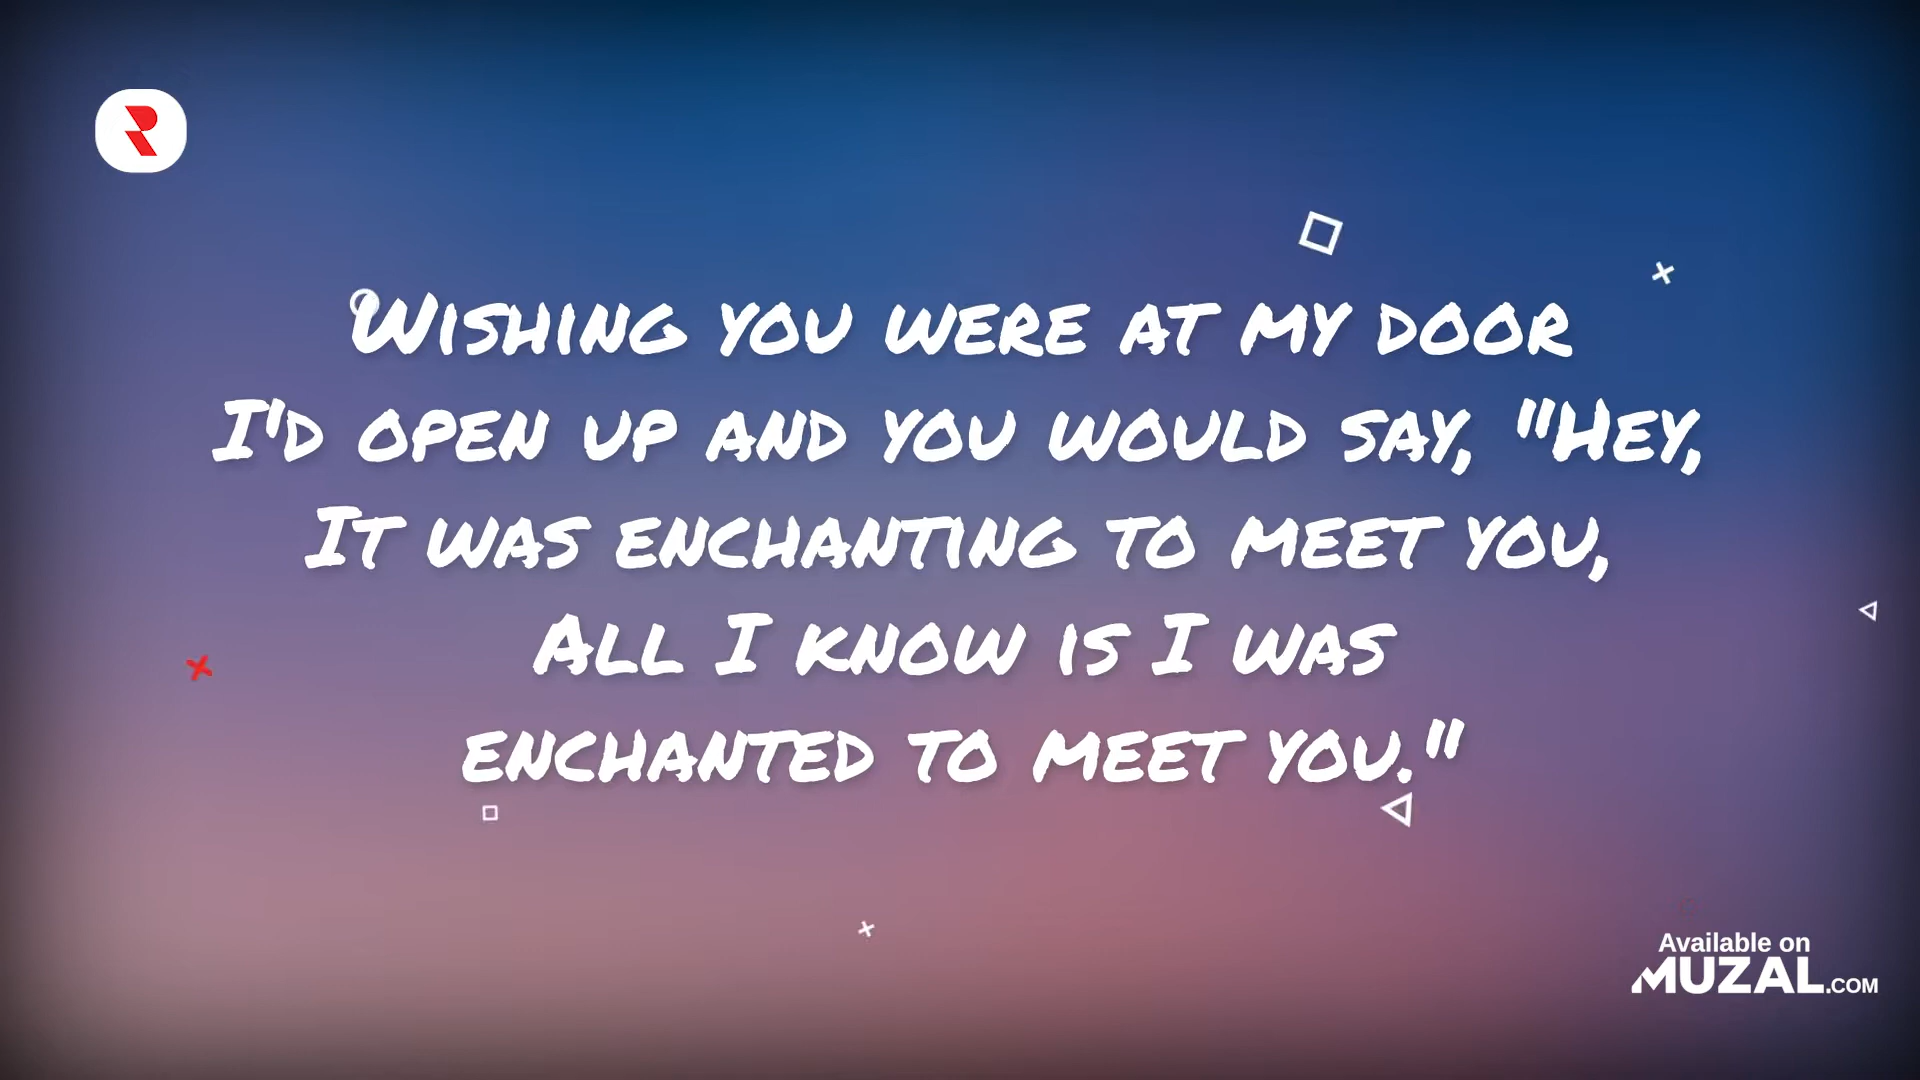 Wishing you were at my door
I'd open up and you would say, "Hey,
It was enchanting to meet you,
All I know is I was
enchanted to meet you."
Available on
MUZAL.COM